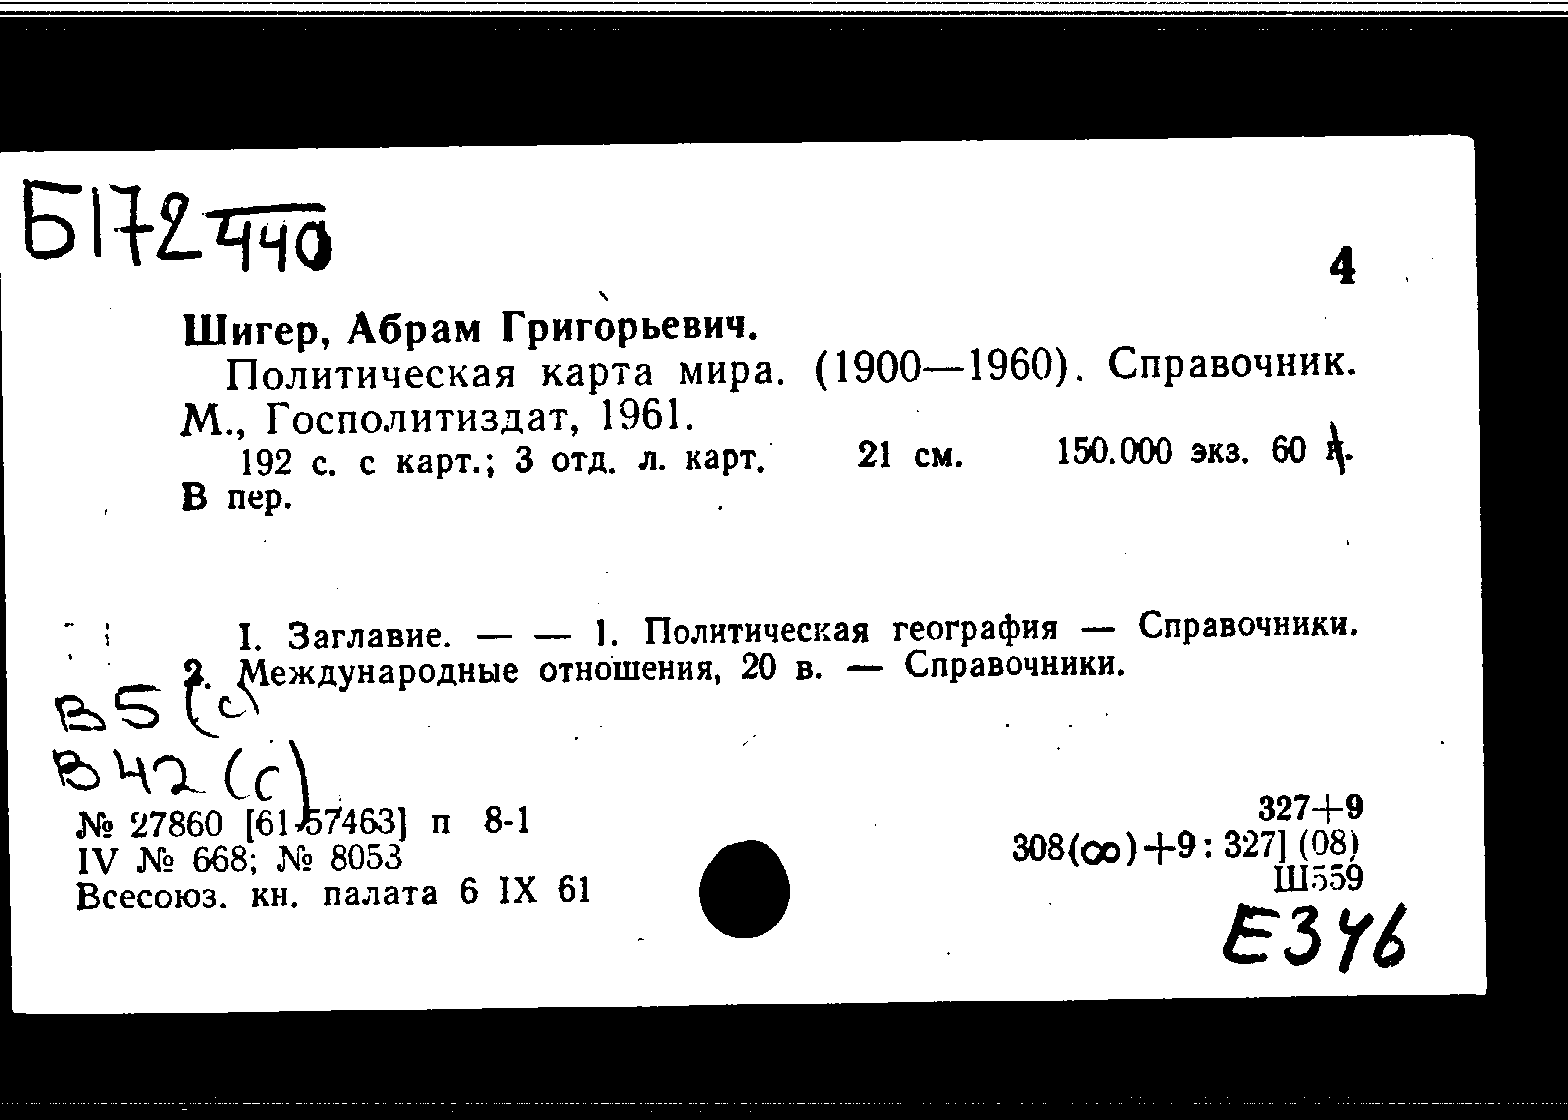 Б172 440
4
Шигер, Абрам Григорьевич.
Политическая карта мира. (1900—1960). Справочник.
М., Госполитиздат, 1961.
192 с. с карт.; 3 отд. л. карт. 21 см. 150.000 экз. 60 к.
В пер.
I. Заглавие. — — 1. Политическая география — Справочники.
2. Международные отношения, 20 в. — Справочники.
В5 (с)
В42 (с)
№ 27860 [61-57463] п 8-1
IV № 668; № 8053
Всесоюз. кн. палата 6 IX 61
327+9
308(∞)+9:327] (08)
Ш559
Е346